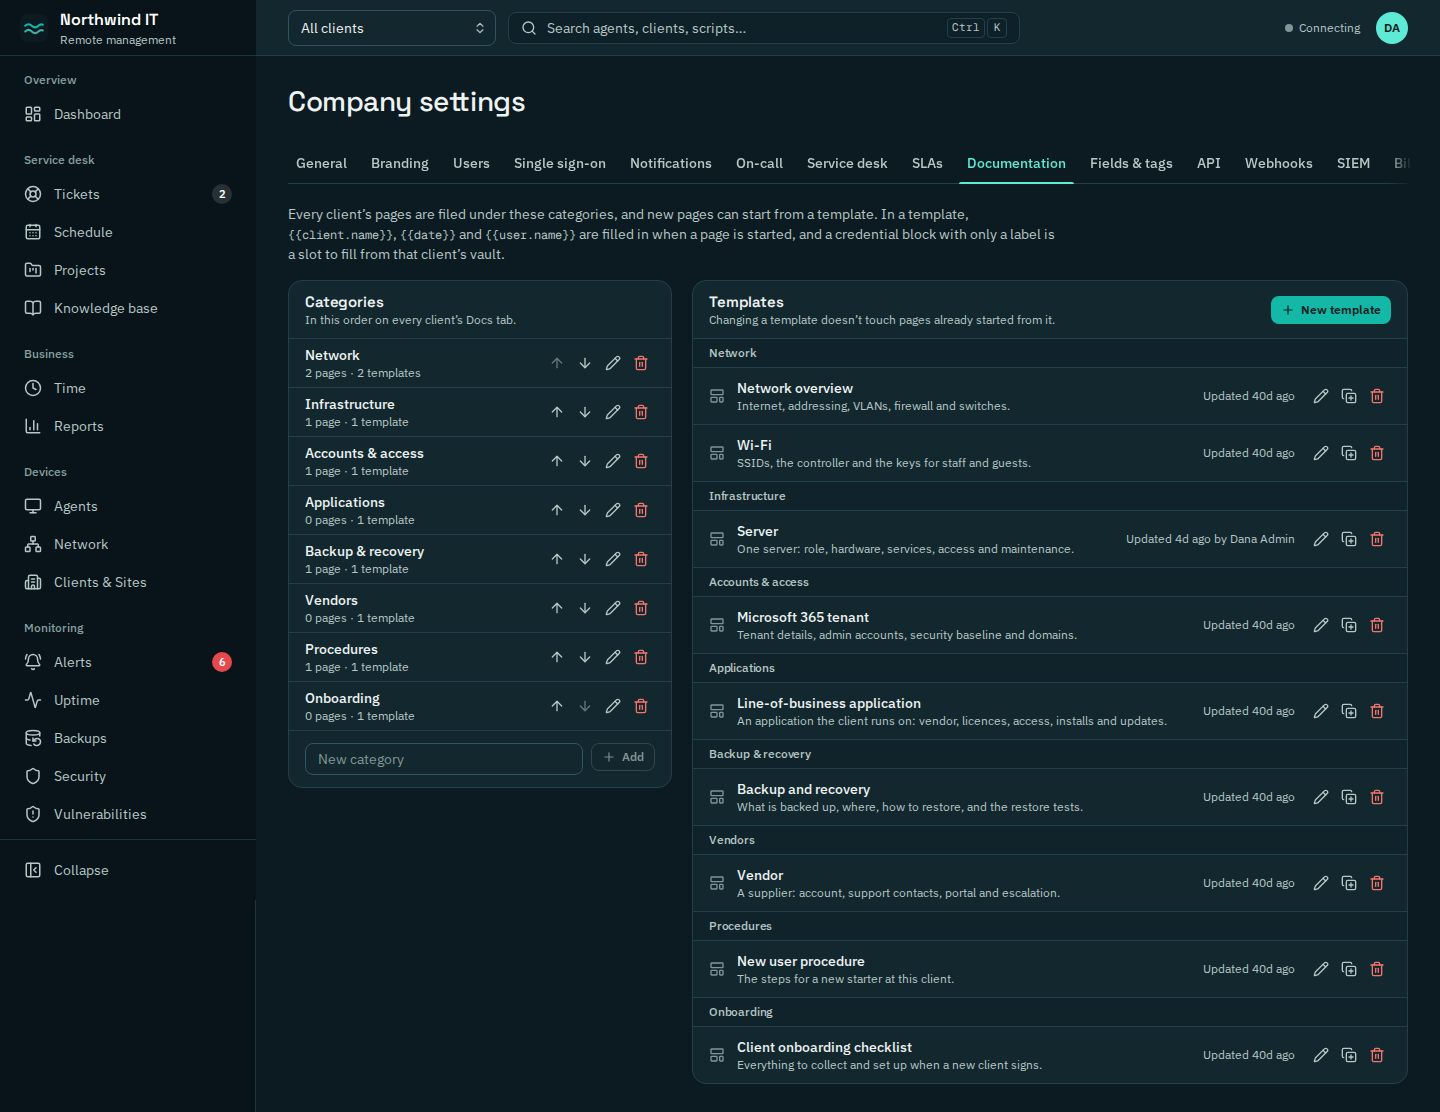 Northwind IT
Remote management
All clients
Search agents, clients, scripts...
Ctrl K
Connecting
DA
Overview
Dashboard
Service desk
Tickets
2
Schedule
Projects
Knowledge base
Business
Time
Reports
Devices
Agents
Network
Clients & Sites
Monitoring
Alerts
6
Uptime
Backups
Security
Vulnerabilities
Collapse
Company settings
General Branding Users Single sign-on Notifications On-call Service desk SLAs Documentation Fields & tags API Webhooks SIEM
Every client’s pages are filed under these categories, and new pages can start from a template. In a template,
{{client.name}}, {{date}} and {{user.name}} are filled in when a page is started, and a credential block with only a label is
a slot to fill from that client’s vault.
Categories
In this order on every client’s Docs tab.
Network
2 pages · 2 templates
Infrastructure
1 page · 1 template
Accounts & access
1 page · 1 template
Applications
0 pages · 1 template
Backup & recovery
1 page · 1 template
Vendors
0 pages · 1 template
Procedures
1 page · 1 template
Onboarding
0 pages · 1 template
New category
Add
Templates
Changing a template doesn’t touch pages already started from it.
New template
Network
Network overview
Internet, addressing, VLANs, firewall and switches.
Updated 40d ago
Wi-Fi
SSIDs, the controller and the keys for staff and guests.
Updated 40d ago
Infrastructure
Server
One server: role, hardware, services, access and maintenance.
Updated 4d ago by Dana Admin
Accounts & access
Microsoft 365 tenant
Tenant details, admin accounts, security baseline and domains.
Updated 40d ago
Applications
Line-of-business application
An application the client runs on: vendor, licences, access, installs and updates.
Updated 40d ago
Backup & recovery
Backup and recovery
What is backed up, where, how to restore, and the restore tests.
Updated 40d ago
Vendors
Vendor
A supplier: account, support contacts, portal and escalation.
Updated 40d ago
Procedures
New user procedure
The steps for a new starter at this client.
Updated 40d ago
Onboarding
Client onboarding checklist
Everything to collect and set up when a new client signs.
Updated 40d ago